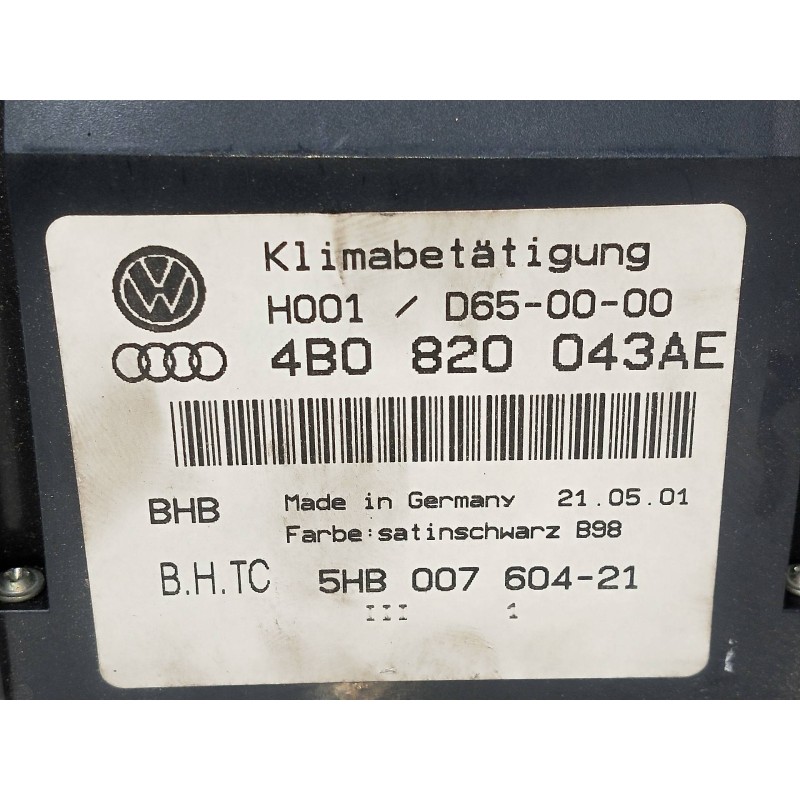 Klimabetätigung
H001 / D65-00-00
4B0 820 043AE
BHB Made in Germany 21.05.01
Farbe:satinschwarz B98
B.H.TC 5HB 007 604-21
III 1